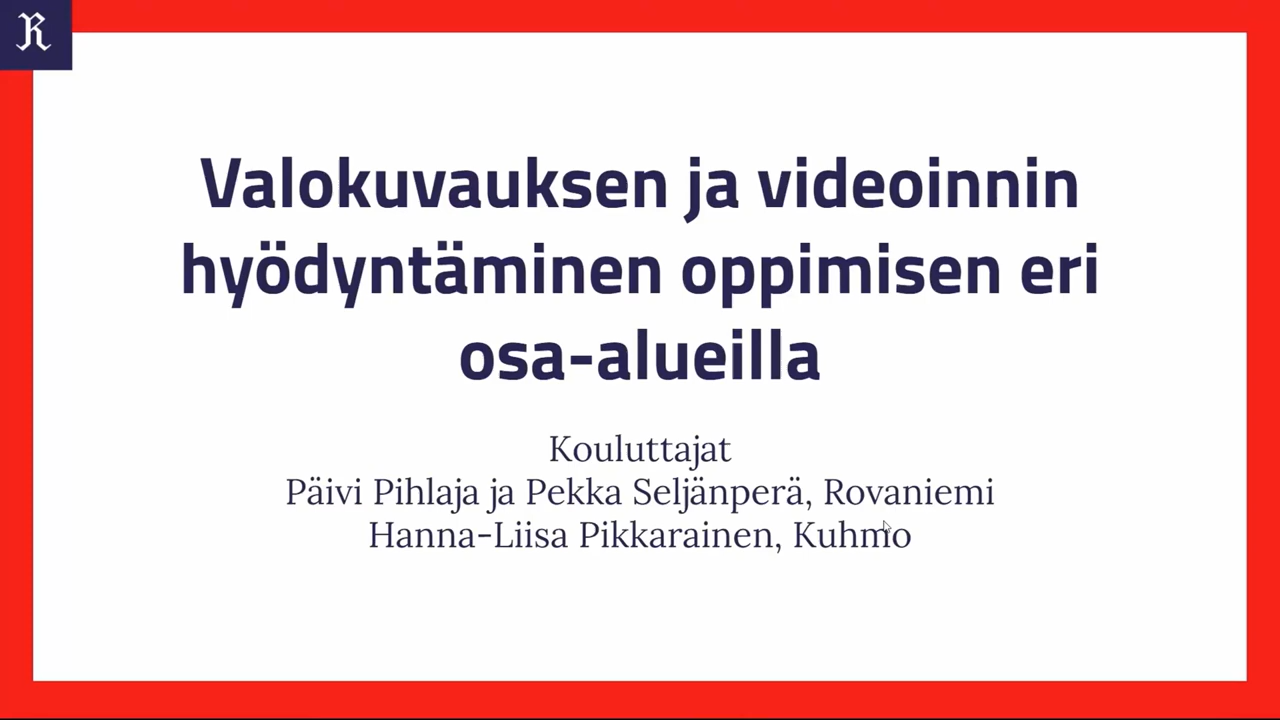 R
Valokuvauksen ja videoinnin
hyödyntäminen oppimisen eri
osa-alueilla
Kouluttajat
Päivi Pihlaja ja Pekka Seljänperä, Rovaniemi
Hanna-Liisa Pikkarainen, Kuhmo